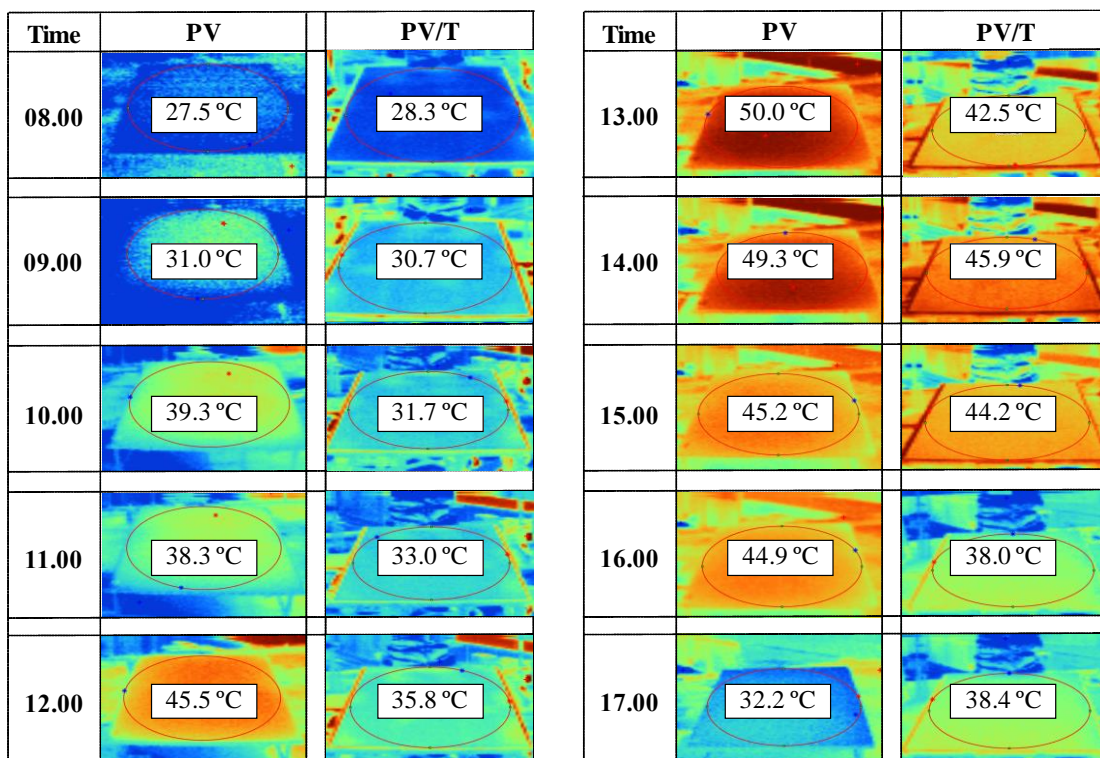 Time PV PV/T
08.00 27.5 ºC 28.3 ºC
09.00 31.0 ºC 30.7 ºC
10.00 39.3 ºC 31.7 ºC
11.00 38.3 ºC 33.0 ºC
12.00 45.5 ºC 35.8 ºC
Time PV PV/T
13.00 50.0 ºC 42.5 ºC
14.00 49.3 ºC 45.9 ºC
15.00 45.2 ºC 44.2 ºC
16.00 44.9 ºC 38.0 ºC
17.00 32.2 ºC 38.4 ºC